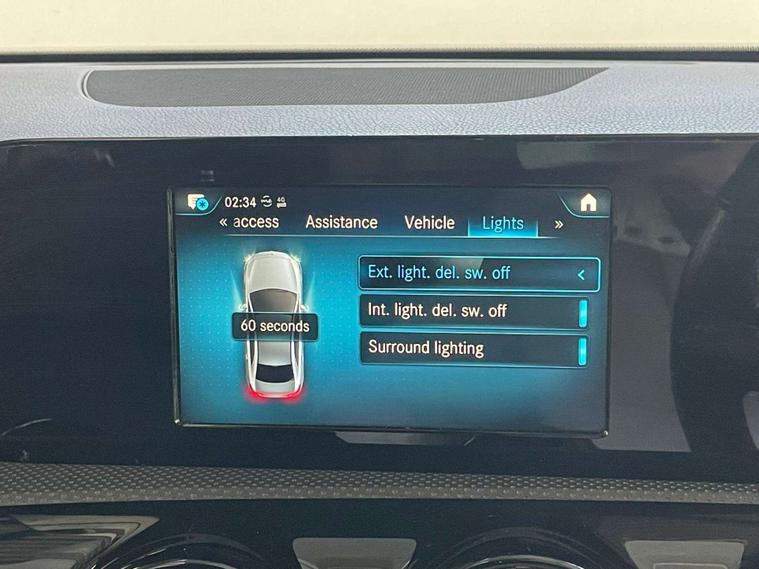 02:34 4G
« access Assistance Vehicle Lights »
Ext. light. del. sw. off <
60 seconds
Int. light. del. sw. off
Surround lighting